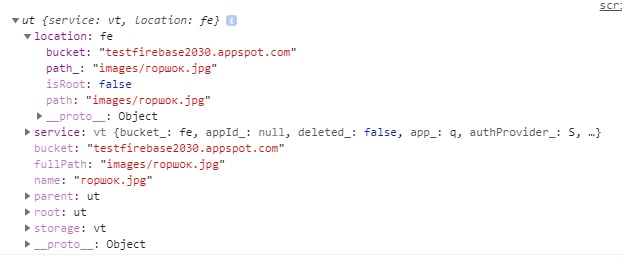 scri
ut {service: vt, location: fe} i
location: fe
bucket: "testfirebase2030.appspot.com"
path_: "images/горшок.jpg"
isRoot: false
path: "images/горшок.jpg"
__proto__: Object
service: vt {bucket_: fe, appId_: null, deleted_: false, app_: q, authProvider_: S, …}
bucket: "testfirebase2030.appspot.com"
fullPath: "images/горшок.jpg"
name: "горшок.jpg"
parent: ut
root: ut
storage: vt
__proto__: Object